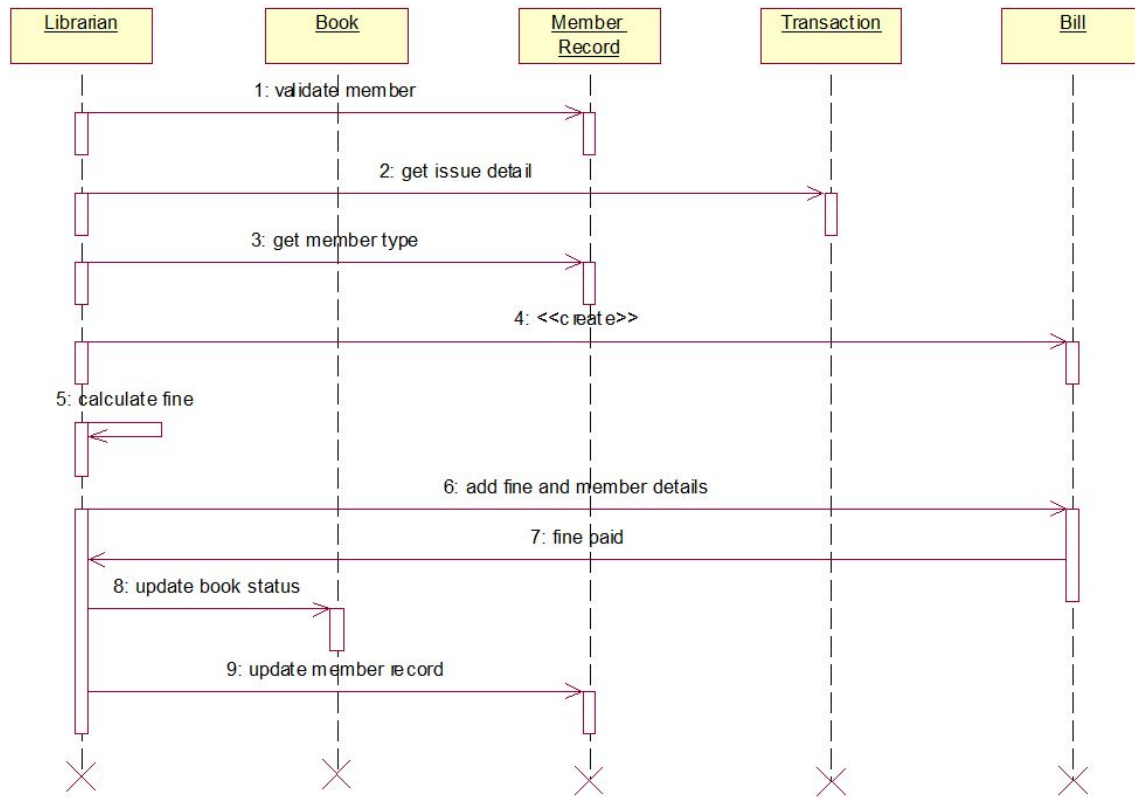 Librarian
Book
Member
Record
Transaction
Bill
1: validate member
2: get issue detail
3: get member type
4: <<create>>
5: calculate fine
6: add fine and member details
7: fine paid
8: update book status
9: update member record